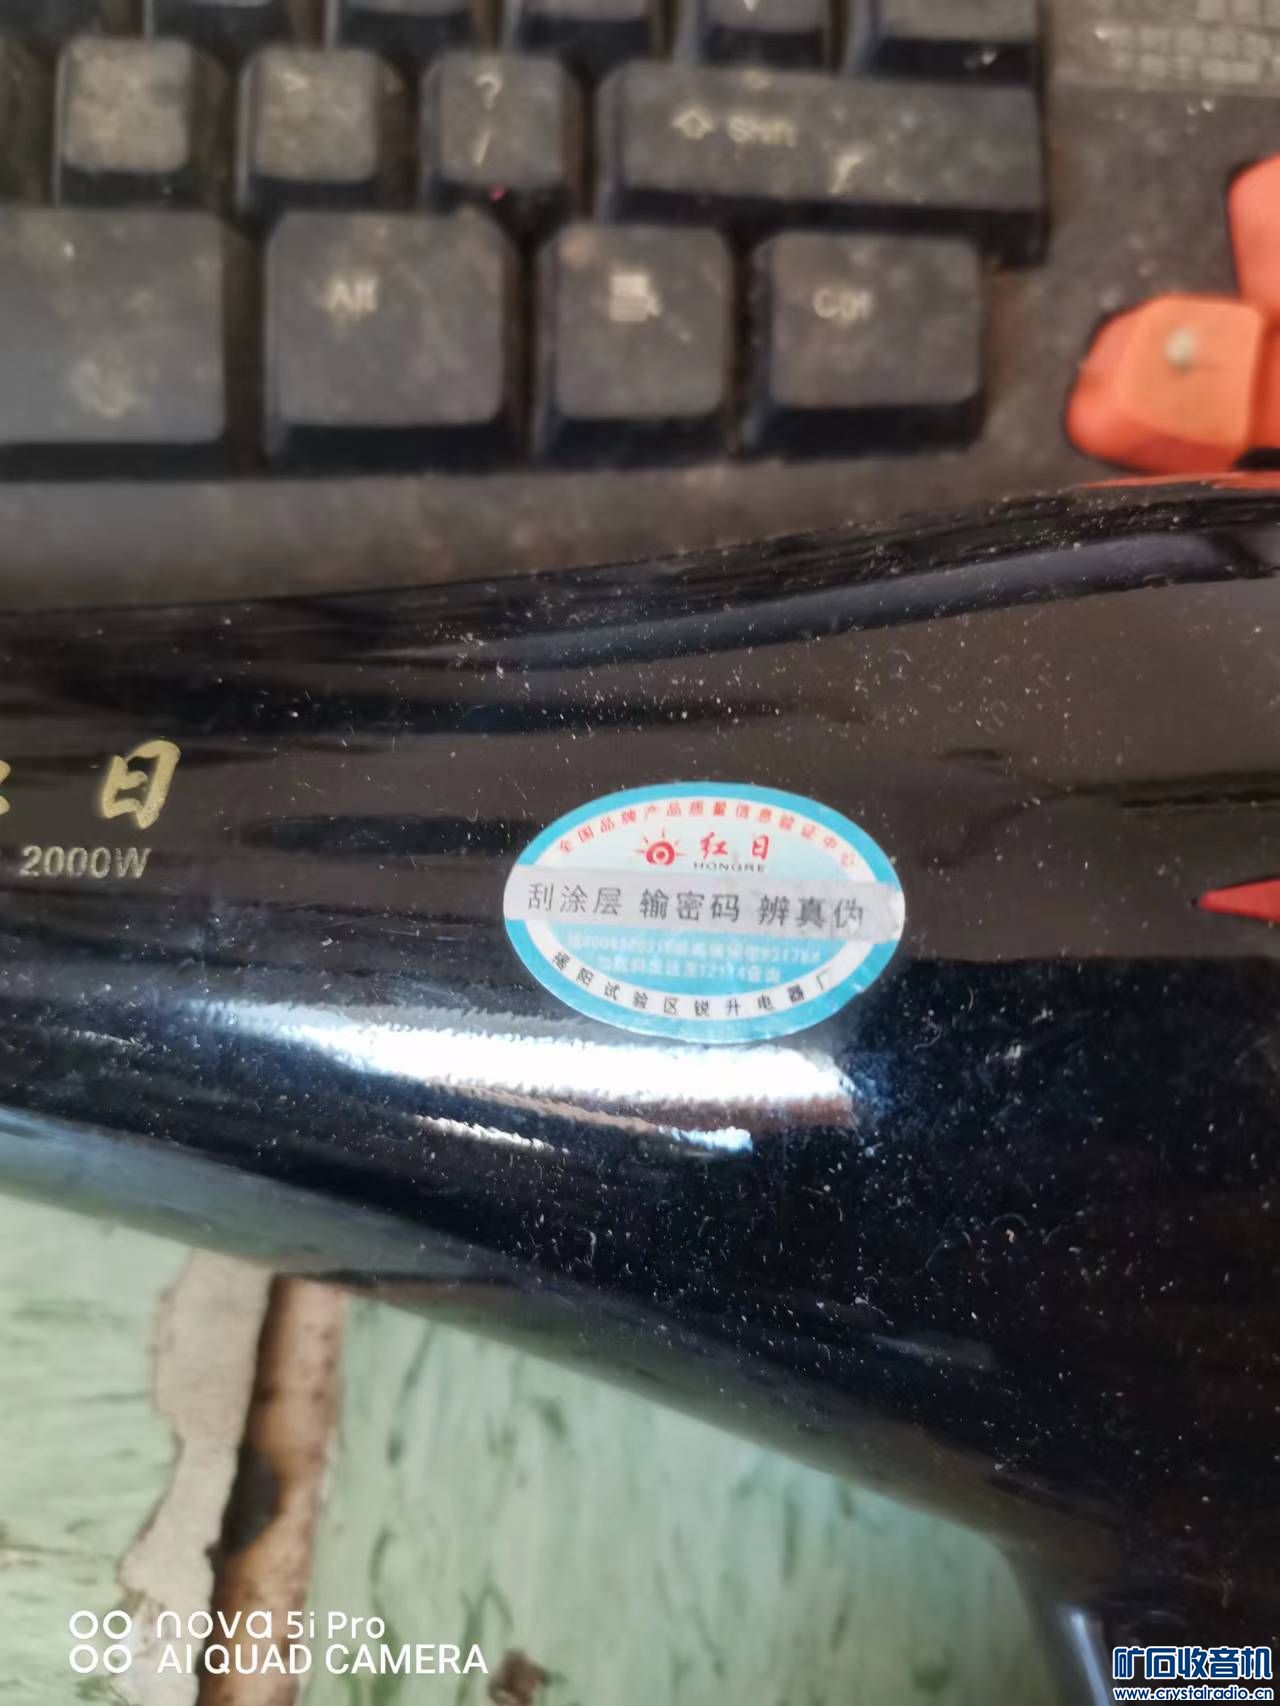 ?
/
Shift
Alt
Ctrl
日
2000W
全国品牌产品质量信息验证中心
红日
HONGRE
刮涂层 输密码 辨真伪
揭阳试验区锐升电器厂
nova 5i Pro
AI QUAD CAMERA
矿石收音机
www.crystalradio.cn